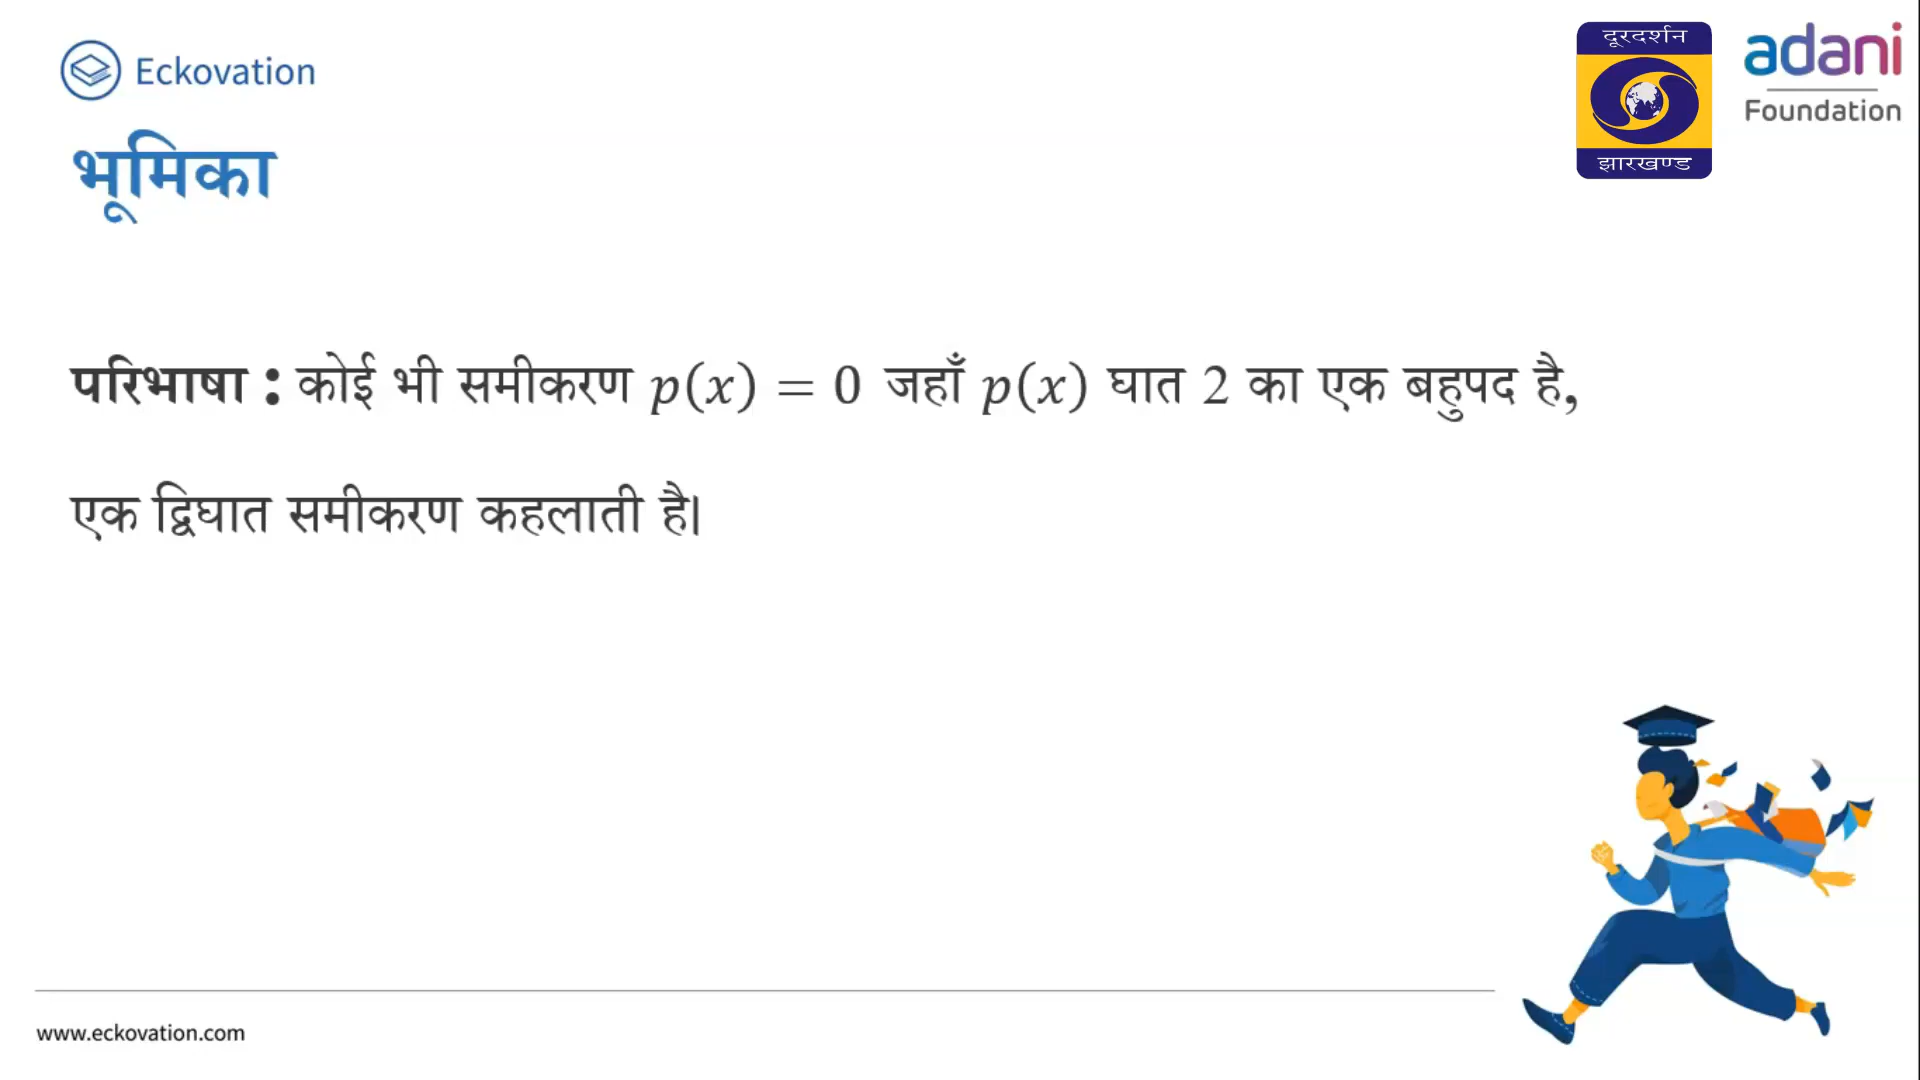 Eckovation
दूरदर्शन
झारखण्ड
adani
Foundation
भूमिका
परिभाषा : कोई भी समीकरण p(x) = 0 जहाँ p(x) घात 2 का एक बहुपद है,
एक द्विघात समीकरण कहलाती है।
www.eckovation.com